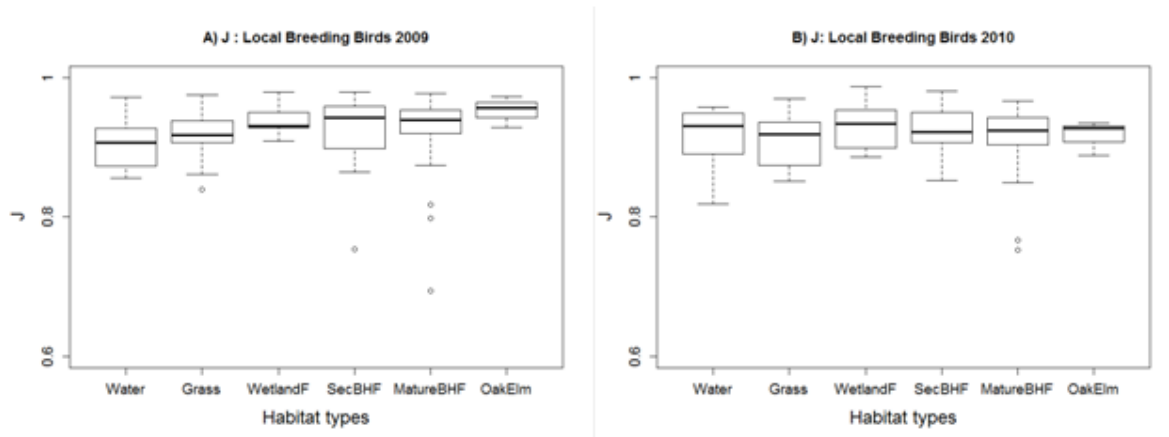 A) J : Local Breeding Birds 2009
1
0.8
0.6
J
Water Grass WetlandF SecBHF MatureBHF OakElm
Habitat types
B) J: Local Breeding Birds 2010
1
0.8
0.6
J
Water Grass WetlandF SecBHF MatureBHF OakElm
Habitat types